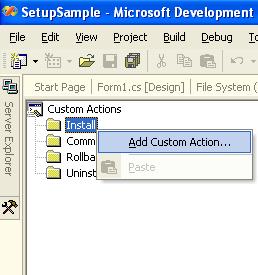 SetupSample - Microsoft Development
File Edit View Project Build Debug
Start Page Form1.cs [Design] File System (
Server Explorer
Custom Actions
Install
Add Custom Action...
Comm
Rollba
Paste
Uninst